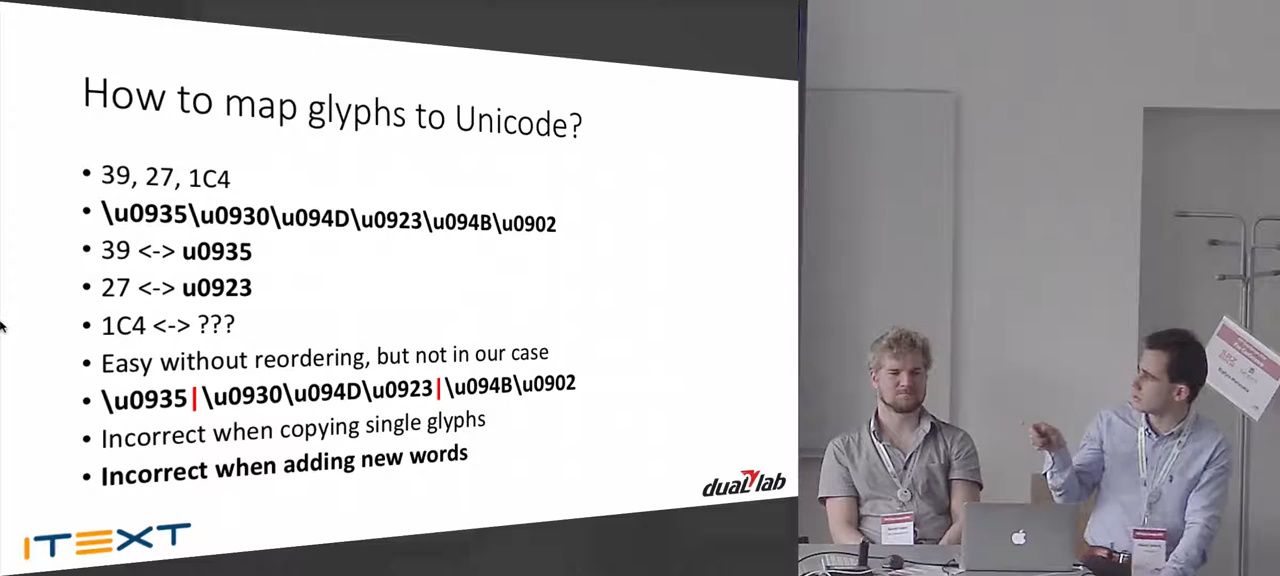 How to map glyphs to Unicode?
• 39, 27, 1C4
• \u0935\u0930\u094D\u0923\u094B\u0902
• 39 <-> u0935
• 27 <-> u0923
• 1C4 <-> ???
• Easy without reordering, but not in our case
• \u0935|\u0930\u094D\u0923|\u094B\u0902
• Incorrect when copying single glyphs
• Incorrect when adding new words
dual lab
ITEXT